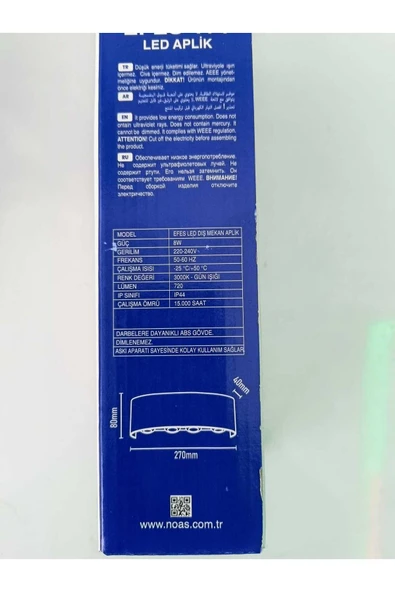 LED APLİK
TR Düşük enerji tüketimi sağlar. Ultraviyole ışın
içermez. Civa içermez. Dim edilemez. AEEE yönet-
meliğine uygundur. DİKKAT! Ürünün montajından
önce elektriği kesiniz.
AR
EN It provides low energy consumption. Does not
contain ultraviolet rays. Does not contain mercury. It
cannot be dimmed. It complies with WEEE regulation.
ATTENTION! Cut off the electricity before assembling
the product.
RU Обеспечивает низкое энергопотребление.
Не содержит ультрафиолетовых лучей. Не
содержит ртути. Его нельзя затемнить. Он
соответствует требованиям WEEE. ВНИМАНИЕ!
Перед сборкой изделия отключите
электричество.
MODEL EFES LED DIŞ MEKAN APLİK
GÜÇ 8W
GERİLİM 220-240V~
FREKANS 50-60 HZ
ÇALIŞMA ISISI -25 °C/+50 °C
RENK DEĞERİ 3000K - GÜN IŞIĞI
LÜMEN 720
IP SINIFI IP44
ÇALIŞMA ÖMRÜ 15.000 SAAT
DARBELERE DAYANIKLI ABS GÖVDE.
DİMLENEMEZ.
ASKI APARATI SAYESİNDE KOLAY KULLANIM SAĞLAR
40mm
80mm
270mm
www.noas.com.tr